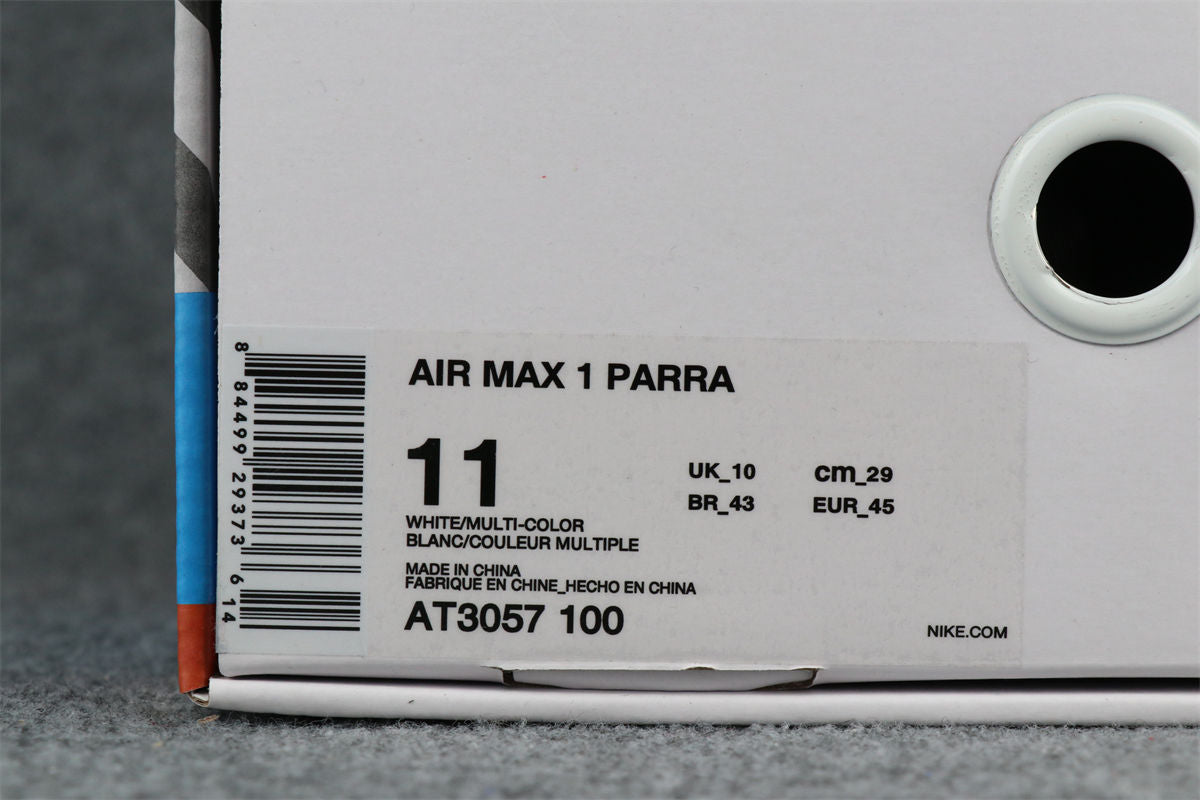 8 84499 29373 6 14
AIR MAX 1 PARRA
11
UK_10 cm_29
BR_43 EUR_45
WHITE/MULTI-COLOR
BLANC/COULEUR MULTIPLE
MADE IN CHINA
FABRIQUE EN CHINE_HECHO EN CHINA
AT3057 100
NIKE.COM